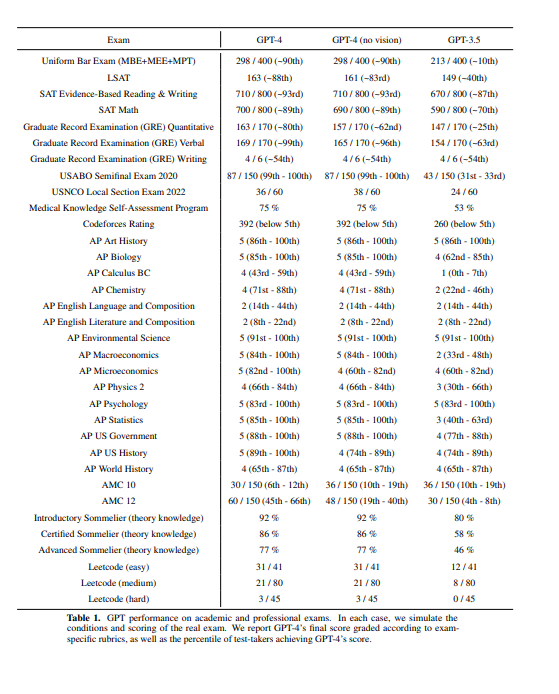 Exam GPT-4 GPT-4 (no vision) GPT-3.5
Uniform Bar Exam (MBE+MEE+MPT) 298 / 400 (~90th) 298 / 400 (~90th) 213 / 400 (~10th)
LSAT 163 (~88th) 161 (~83rd) 149 (~40th)
SAT Evidence-Based Reading & Writing 710 / 800 (~93rd) 710 / 800 (~93rd) 670 / 800 (~87th)
SAT Math 700 / 800 (~89th) 690 / 800 (~89th) 590 / 800 (~70th)
Graduate Record Examination (GRE) Quantitative 163 / 170 (~80th) 157 / 170 (~62nd) 147 / 170 (~25th)
Graduate Record Examination (GRE) Verbal 169 / 170 (~99th) 165 / 170 (~96th) 154 / 170 (~63rd)
Graduate Record Examination (GRE) Writing 4 / 6 (~54th) 4 / 6 (~54th) 4 / 6 (~54th)
USABO Semifinal Exam 2020 87 / 150 (99th - 100th) 87 / 150 (99th - 100th) 43 / 150 (31st - 33rd)
USNCO Local Section Exam 2022 36 / 60 38 / 60 24 / 60
Medical Knowledge Self-Assessment Program 75 % 75 % 53 %
Codeforces Rating 392 (below 5th) 392 (below 5th) 260 (below 5th)
AP Art History 5 (86th - 100th) 5 (86th - 100th) 5 (86th - 100th)
AP Biology 5 (85th - 100th) 5 (85th - 100th) 4 (62nd - 85th)
AP Calculus BC 4 (43rd - 59th) 4 (43rd - 59th) 1 (0th - 7th)
AP Chemistry 4 (71st - 88th) 4 (71st - 88th) 2 (22nd - 46th)
AP English Language and Composition 2 (14th - 44th) 2 (14th - 44th) 2 (14th - 44th)
AP English Literature and Composition 2 (8th - 22nd) 2 (8th - 22nd) 2 (8th - 22nd)
AP Environmental Science 5 (91st - 100th) 5 (91st - 100th) 5 (91st - 100th)
AP Macroeconomics 5 (84th - 100th) 5 (84th - 100th) 2 (33rd - 48th)
AP Microeconomics 5 (82nd - 100th) 4 (60th - 82nd) 4 (60th - 82nd)
AP Physics 2 4 (66th - 84th) 4 (66th - 84th) 3 (30th - 66th)
AP Psychology 5 (83rd - 100th) 5 (83rd - 100th) 5 (83rd - 100th)
AP Statistics 5 (85th - 100th) 5 (85th - 100th) 3 (40th - 63rd)
AP US Government 5 (88th - 100th) 5 (88th - 100th) 4 (77th - 88th)
AP US History 5 (89th - 100th) 4 (74th - 89th) 4 (74th - 89th)
AP World History 4 (65th - 87th) 4 (65th - 87th) 4 (65th - 87th)
AMC 10 30 / 150 (6th - 12th) 36 / 150 (10th - 19th) 36 / 150 (10th - 19th)
AMC 12 60 / 150 (45th - 66th) 48 / 150 (19th - 40th) 30 / 150 (4th - 8th)
Introductory Sommelier (theory knowledge) 92 % 92 % 80 %
Certified Sommelier (theory knowledge) 86 % 86 % 58 %
Advanced Sommelier (theory knowledge) 77 % 77 % 46 %
Leetcode (easy) 31 / 41 31 / 41 12 / 41
Leetcode (medium) 21 / 80 21 / 80 8 / 80
Leetcode (hard) 3 / 45 3 / 45 0 / 45
Table 1. GPT performance on academic and professional exams. In each case, we simulate the
conditions and scoring of the real exam. We report GPT-4's final score graded according to exam-
specific rubrics, as well as the percentile of test-takers achieving GPT-4's score.